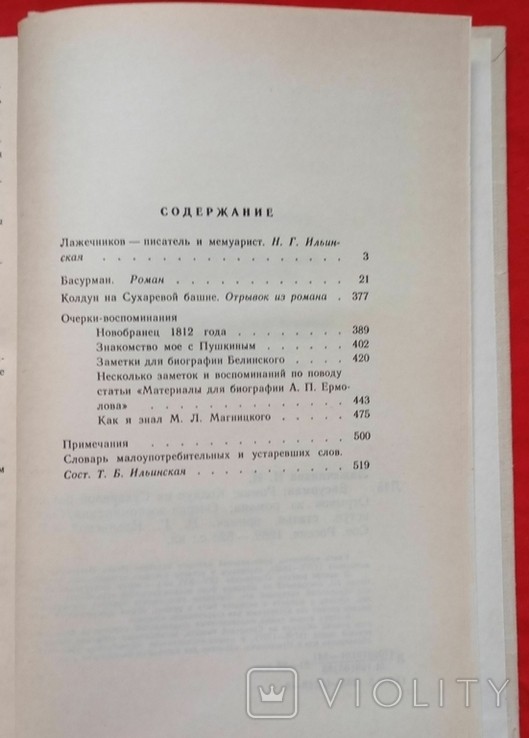 СОДЕРЖАНИЕ
Лажечников — писатель и мемуарист. Н. Г. Ильин-
ская . . . . . . . . . . . . . . . . 3
Басурман. Роман . . . . . . . . . . . . 21
Колдун на Сухаревой башне. Отрывок из романа . 377
Очерки-воспоминания
Новобранец 1812 года . . . . . . . . 389
Знакомство мое с Пушкиным . . . . . . 402
Заметки для биографии Белинского . . . . 420
Несколько заметок и воспоминаний по поводу
статьи «Материалы для биографии А. П. Ермо-
лова» . . . . . . . . . . . . . . 443
Как я знал М. Л. Магницкого . . . . . 475
Примечания . . . . . . . . . . . . . . 500
Словарь малоупотребительных и устаревших слов.
Сост. Т. Б. Ильинская . . . . . . . . . . 519
VIOLITY